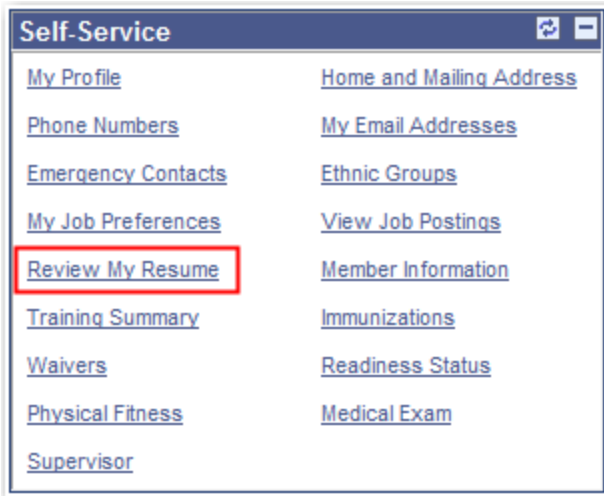 Self-Service
My Profile
Home and Mailing Address
Phone Numbers
My Email Addresses
Emergency Contacts
Ethnic Groups
My Job Preferences
View Job Postings
Review My Resume
Member Information
Training Summary
Immunizations
Waivers
Readiness Status
Physical Fitness
Medical Exam
Supervisor